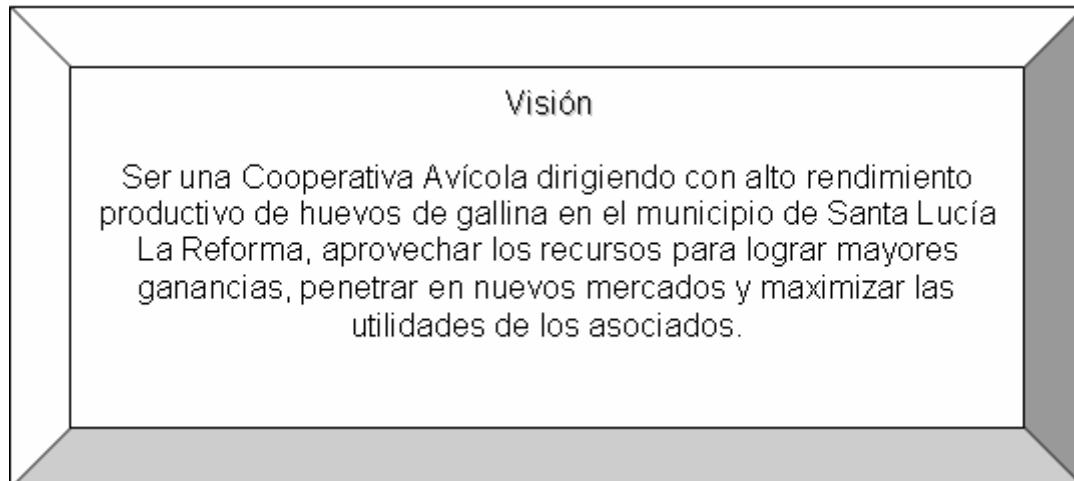 Visión
Ser una Cooperativa Avícola dirigiendo con alto rendimiento
productivo de huevos de gallina en el municipio de Santa Lucía
La Reforma, aprovechar los recursos para lograr mayores
ganancias, penetrar en nuevos mercados y maximizar las
utilidades de los asociados.